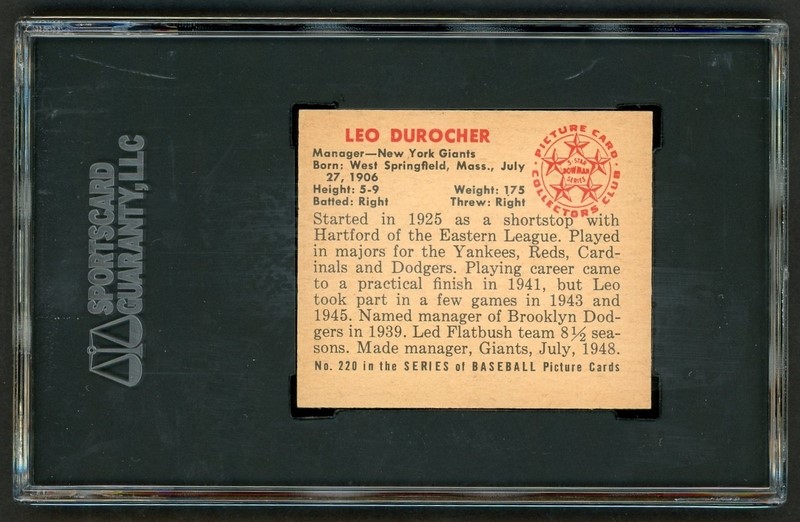 SPORTSCARD
GUARANTY, LLC
LEO DUROCHER
Manager—New York Giants
Born: West Springfield, Mass., July
27, 1906
Height: 5-9 Weight: 175
Batted: Right Threw: Right
PICTURE CARD
COLLECTORS CLUB
5 STAR
BOWMAN
SERIES
Started in 1925 as a shortstop with
Hartford of the Eastern League. Played
in majors for the Yankees, Reds, Card-
inals and Dodgers. Playing career came
to a practical finish in 1941, but Leo
took part in a few games in 1943 and
1945. Named manager of Brooklyn Dod-
gers in 1939. Led Flatbush team 8½ sea-
sons. Made manager, Giants, July, 1948.
No. 220 in the SERIES of BASEBALL Picture Cards